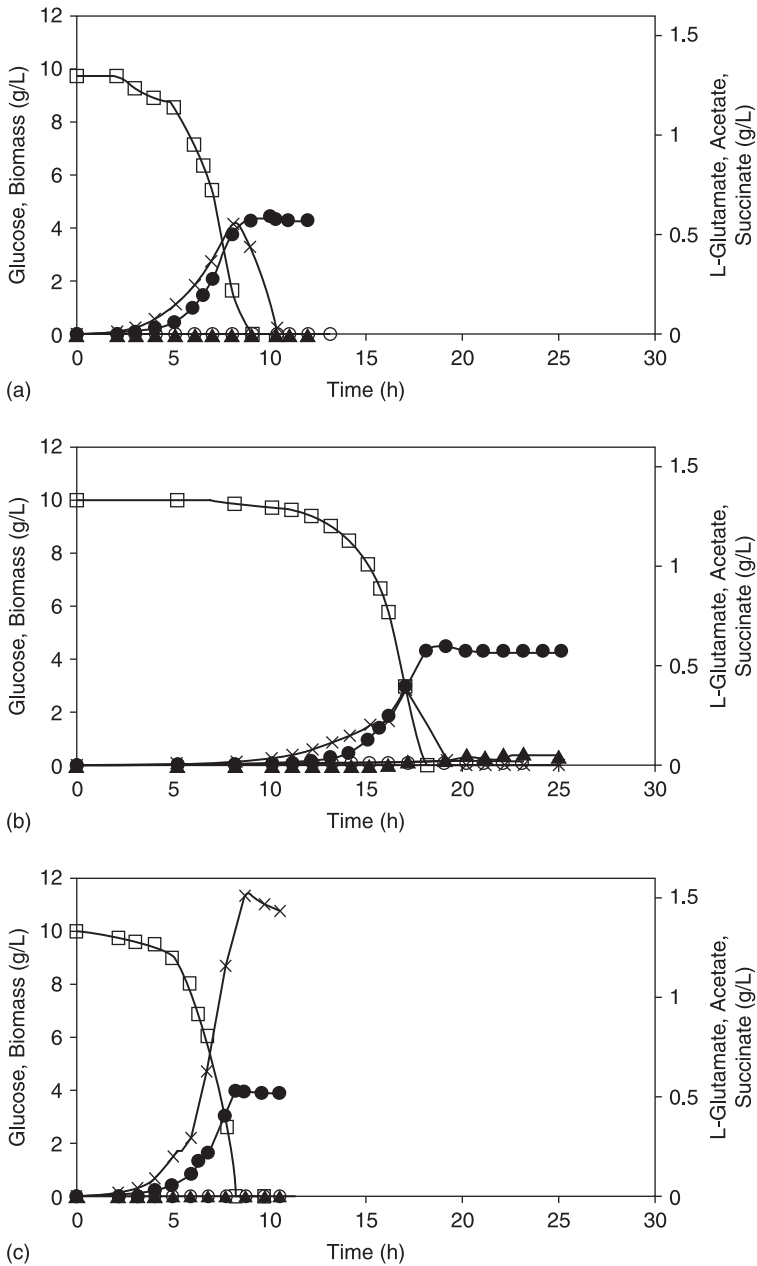 12
10
8
6
4
2
0
Glucose, Biomass (g/L)
1.5
1
0.5
0
L-Glutamate, Acetate,
Succinate (g/L)
0 5 10 15 20 25 30
Time (h)
(a)
12
10
8
6
4
2
0
Glucose, Biomass (g/L)
1.5
1
0.5
0
L-Glutamate, Acetate,
Succinate (g/L)
0 5 10 15 20 25 30
Time (h)
(b)
12
10
8
6
4
2
0
Glucose, Biomass (g/L)
1.5
1
0.5
0
L-Glutamate, Acetate,
Succinate (g/L)
0 5 10 15 20 25 30
Time (h)
(c)